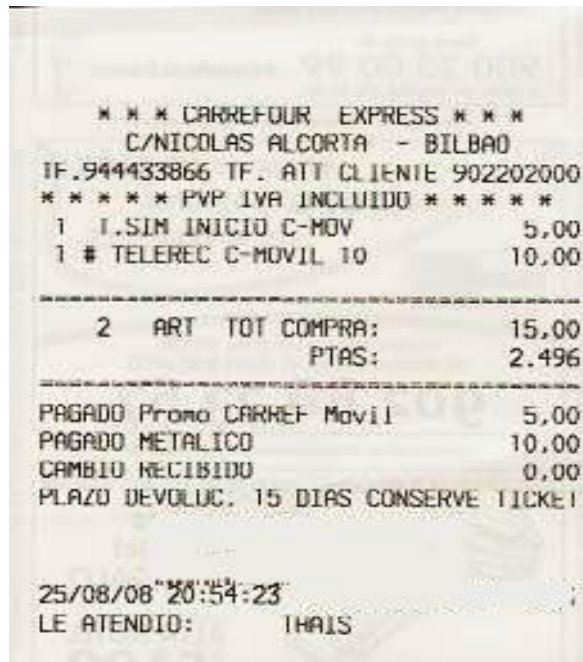 * * * CARREFOUR EXPRESS * * *
C/NICOLAS ALCORTA - BILBAO
TF.944433866 TF. ATT CLIENTE 902202000
* * * * * PVP IVA INCLUIDO * * * * *
1 T.SIM INICIO C-MOV 5,00
1 # TELEREC C-MOVIL 10 10,00
2 ART TOT COMPRA: 15,00
PTAS: 2.496
PAGADO Promo CARREF Movil 5,00
PAGADO METALICO 10,00
CAMBIO RECIBIDO 0,00
PLAZO DEVOLUC. 15 DIAS CONSERVE TICKET
25/08/08 20:54:23
LE ATENDIO: THAIS